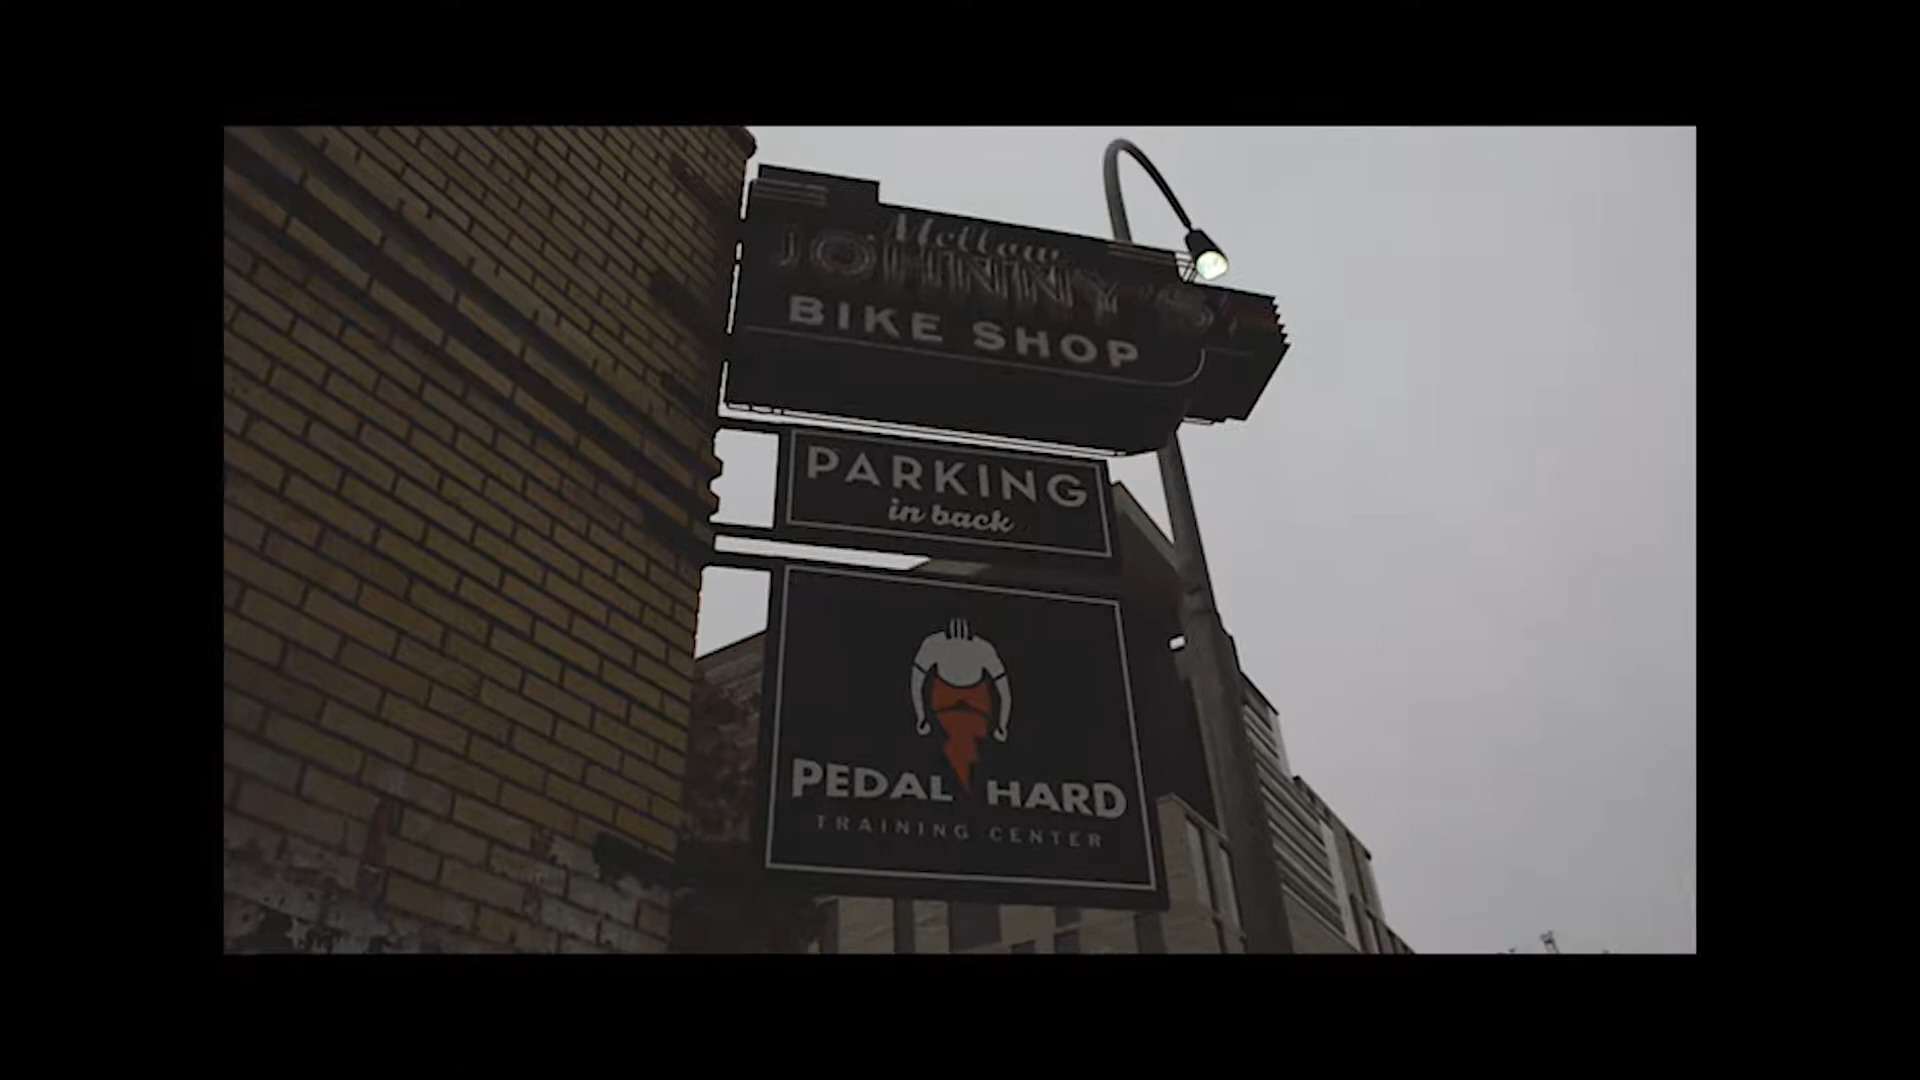 Mellow
JOHNNY'S
BIKE SHOP
PARKING
in back
PEDAL HARD
TRAINING CENTER